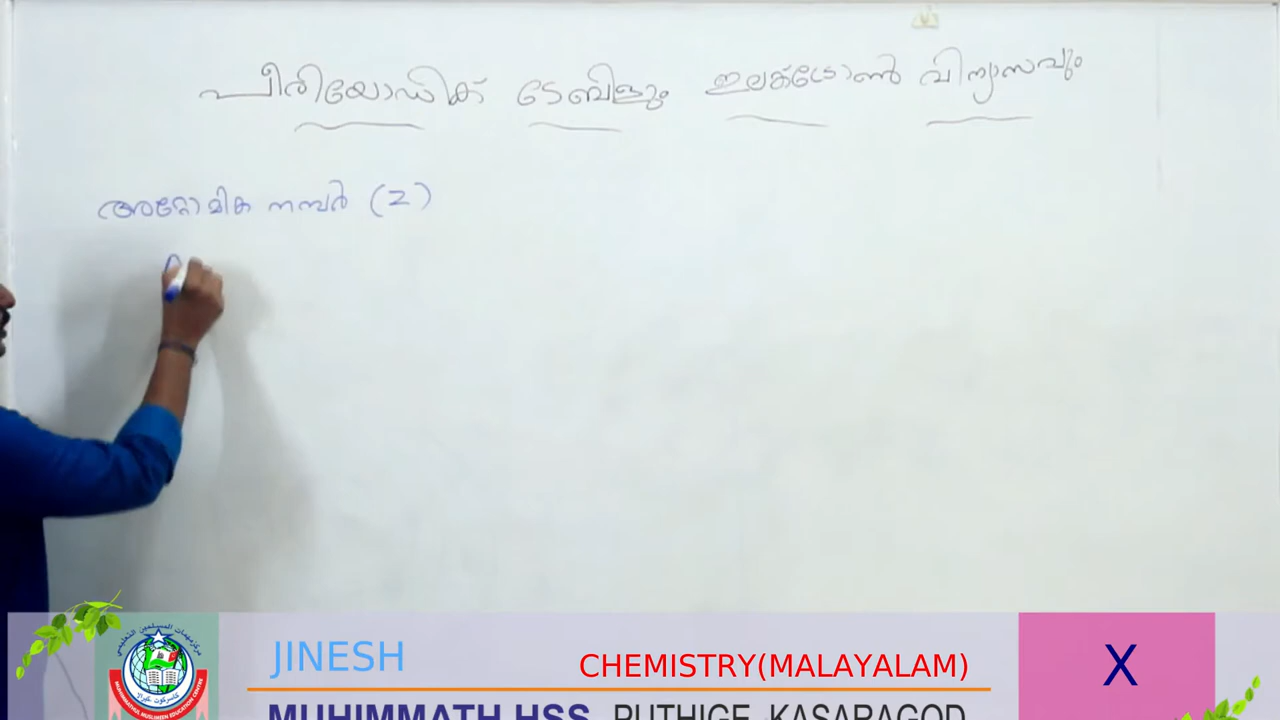 പീരിയോഡിക് ടേബിളും ഇലക്ട്രോൺ വിന്യാസവും
അറ്റോമിക നമ്പർ (Z)
JINESH
CHEMISTRY(MALAYALAM)
X
MUHIMMATH HSS PUTHIGE, KASARAGOD